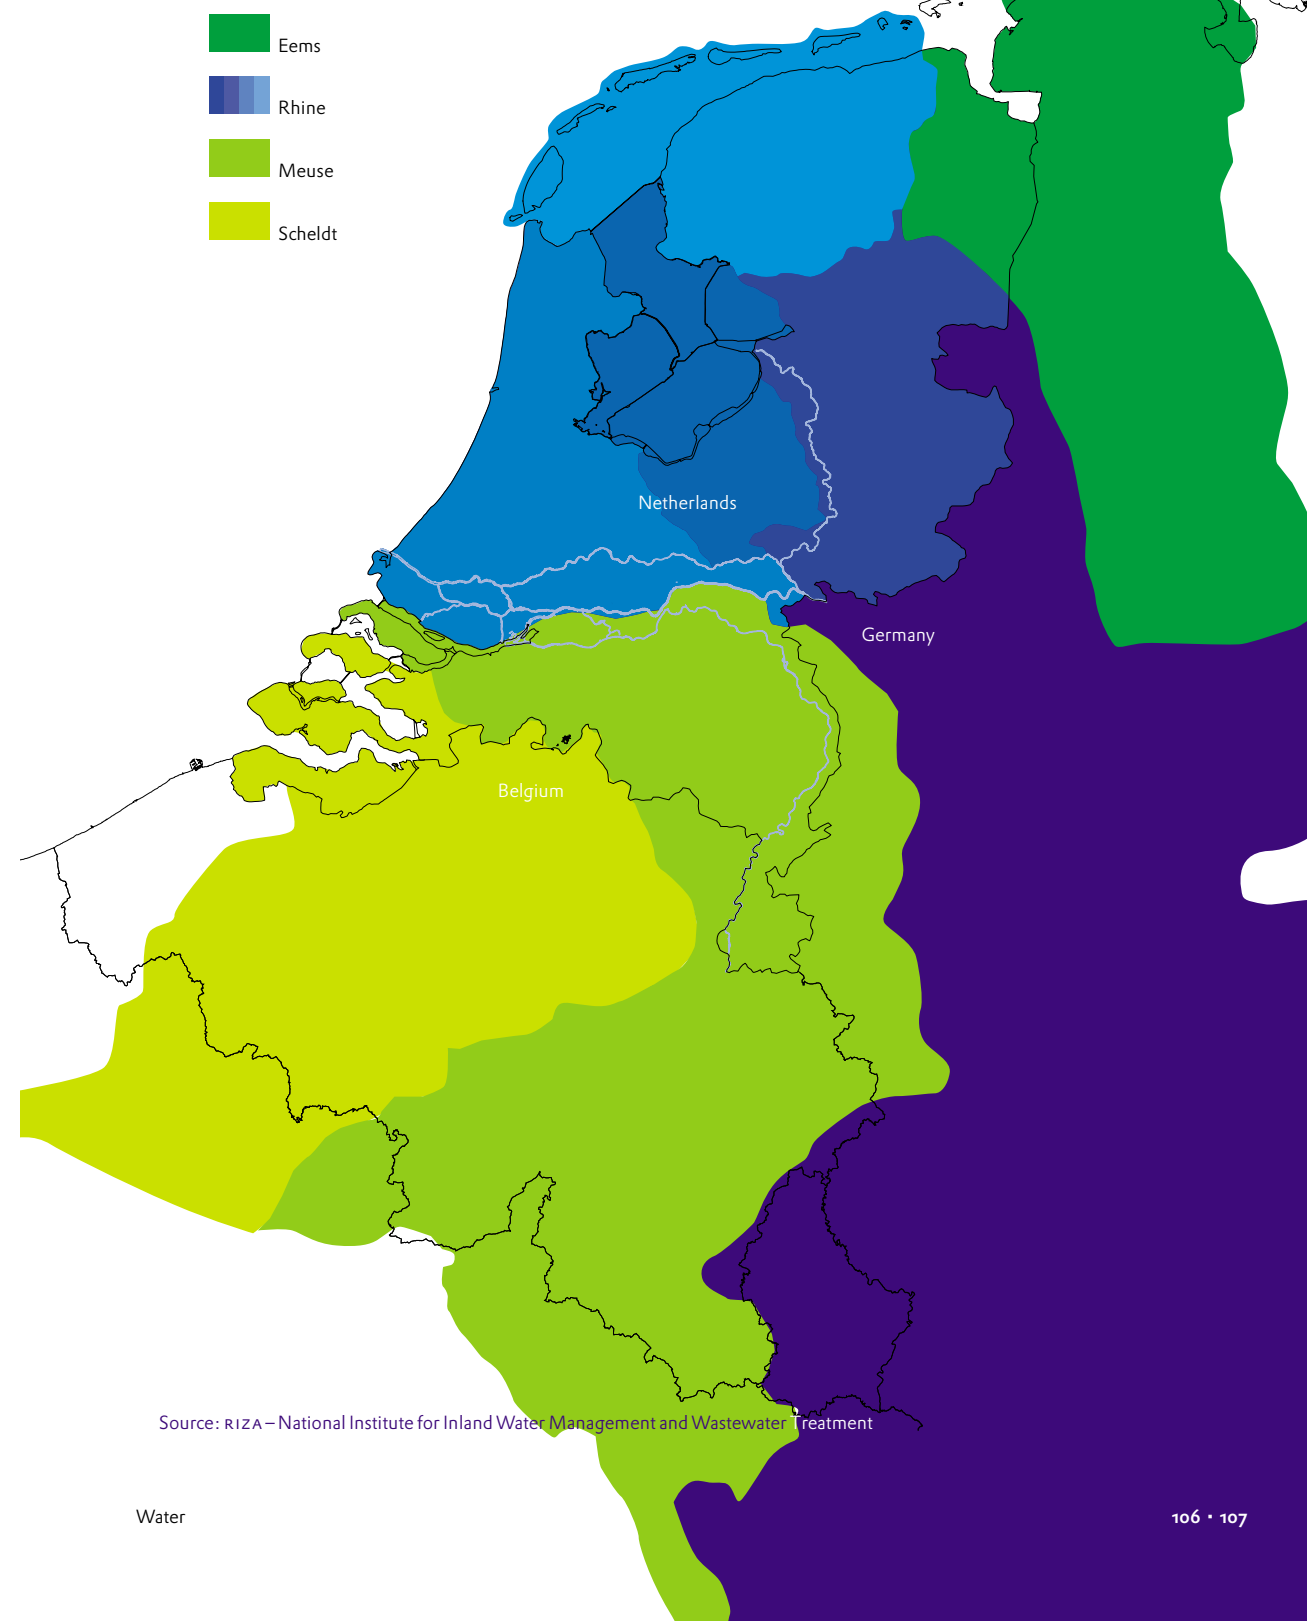 Eems
Rhine
Meuse
Scheldt
Netherlands
Germany
Belgium
Source: RIZA – National Institute for Inland Water Management and Wastewater Treatment
Water
106 · 107